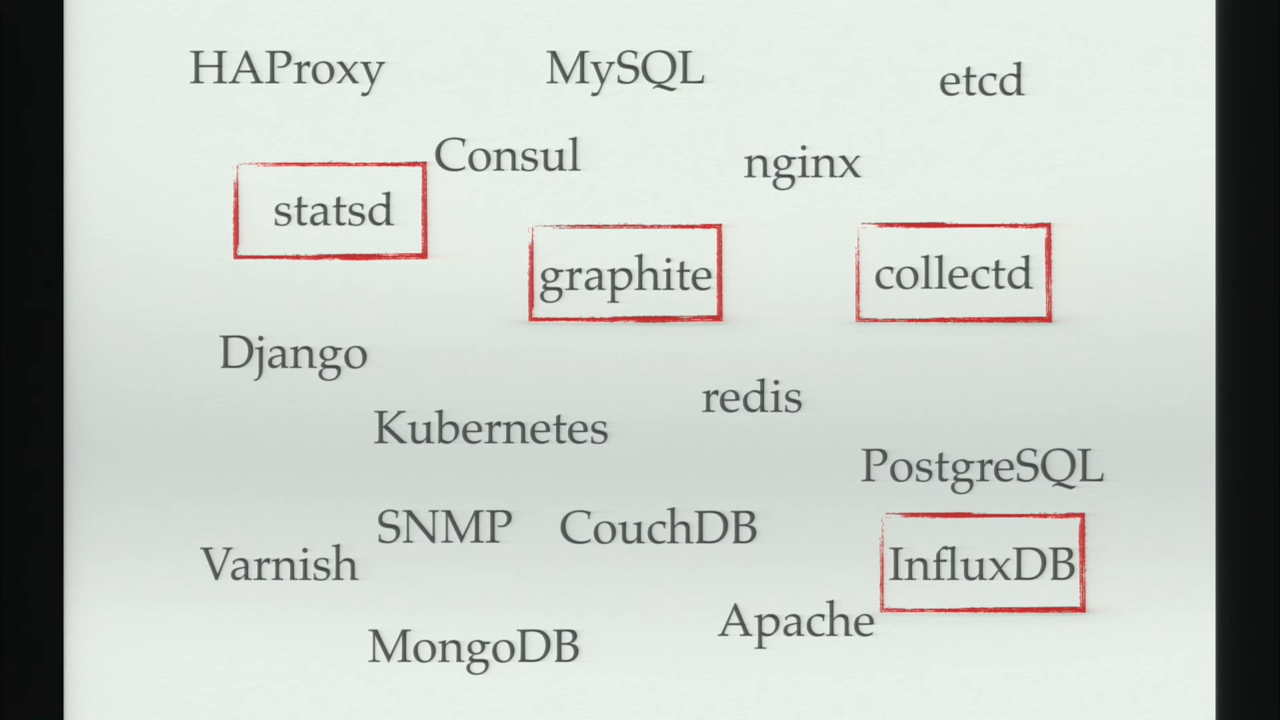 HAProxy
MySQL
etcd
Consul
nginx
statsd
graphite
collectd
Django
redis
Kubernetes
PostgreSQL
SNMP
CouchDB
Varnish
InfluxDB
Apache
MongoDB